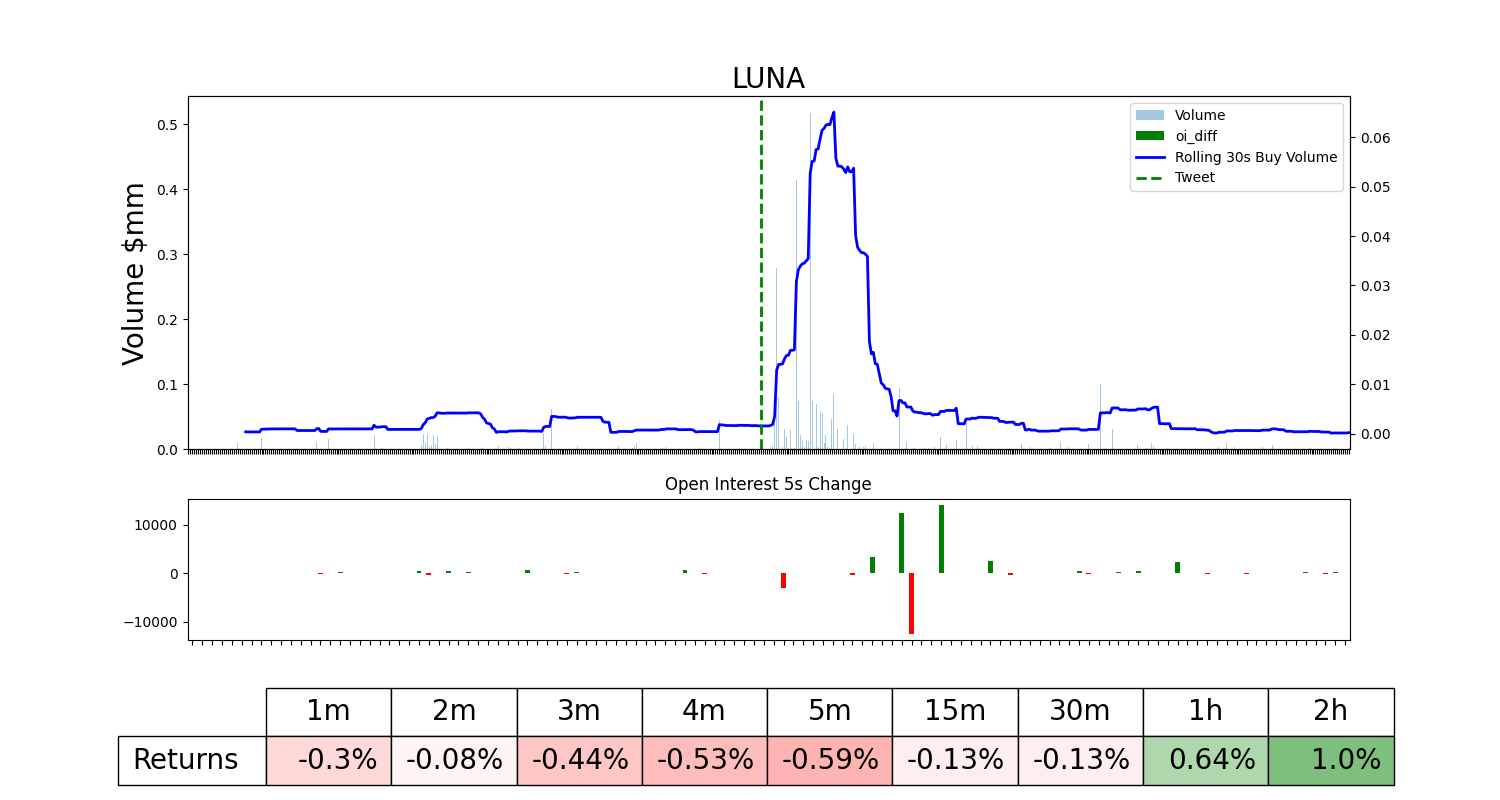 LUNA
Volume $mm
0.5
0.4
0.3
0.2
0.1
0.0
0.06
0.05
0.04
0.03
0.02
0.01
0.00
Volume
oi_diff
Rolling 30s Buy Volume
Tweet
Open Interest 5s Change
10000
0
−10000
1m 2m 3m 4m 5m 15m 30m 1h 2h
Returns -0.3% -0.08% -0.44% -0.53% -0.59% -0.13% -0.13% 0.64% 1.0%